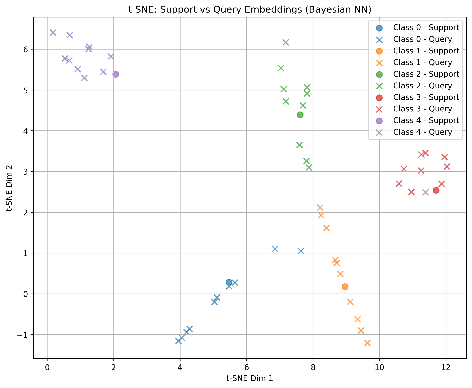 t SNE: Support vs Query Embeddings (Bayesian NN)
Class 0 - Support
Class 0 - Query
Class 1 - Support
Class 1 - Query
Class 2 - Support
Class 2 - Query
Class 3 - Support
Class 3 - Query
Class 4 - Support
Class 4 - Query
t-SNE Dim 2
6
5
4
3
2
1
0
−1
0
2
4
6
8
10
12
t-SNE Dim 1